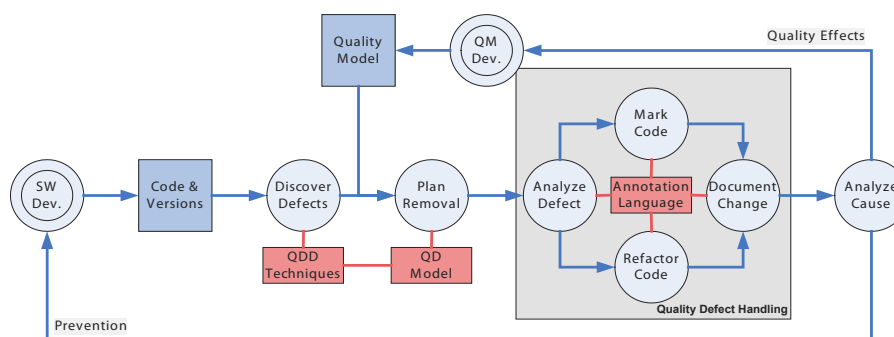 Quality
Model
QM
Dev.
Quality Effects
Mark
Code
SW
Dev.
Code &
Versions
Discover
Defects
Plan
Removal
Analyze
Defect
Annotation
Language
Document
Change
Analyze
Cause
QDD
Techniques
QD
Model
Refactor
Code
Quality Defect Handling
Prevention